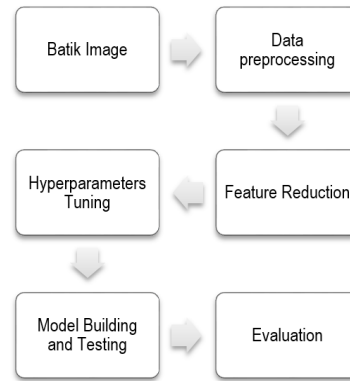 Batik Image
Data
preprocessing
Feature Reduction
Hyperparameters
Tuning
Model Building
and Testing
Evaluation